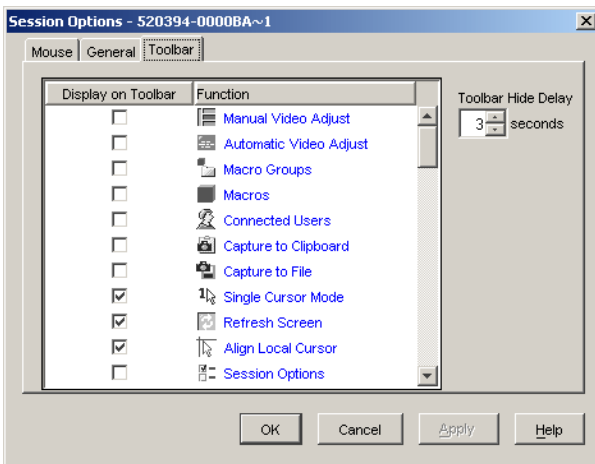 Session Options - 520394-0000BA~1
Mouse General Toolbar
Display on Toolbar Function
Manual Video Adjust
Automatic Video Adjust
Macro Groups
Macros
Connected Users
Capture to Clipboard
Capture to File
1 Single Cursor Mode
Refresh Screen
Align Local Cursor
Session Options
Toolbar Hide Delay
3 seconds
OK Cancel Apply Help